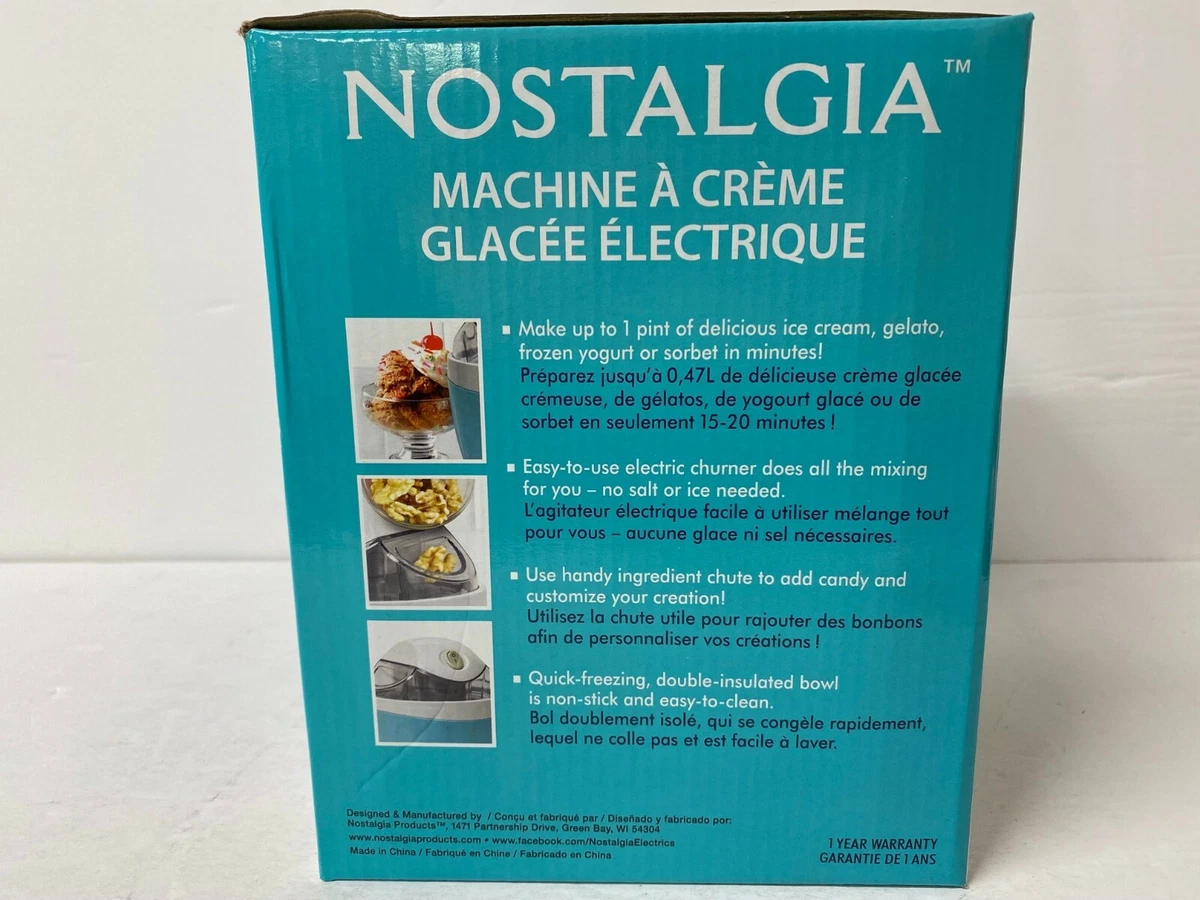 NOSTALGIA™
MACHINE À CRÈME
GLACÉE ÉLECTRIQUE
▪ Make up to 1 pint of delicious ice cream, gelato,
frozen yogurt or sorbet in minutes!
Préparez jusqu'à 0,47L de délicieuse crème glacée
crémeuse, de gélatos, de yogourt glacé ou de
sorbet en seulement 15-20 minutes !
▪ Easy-to-use electric churner does all the mixing
for you – no salt or ice needed.
L'agitateur électrique facile à utiliser mélange tout
pour vous – aucune glace ni sel nécessaires.
▪ Use handy ingredient chute to add candy and
customize your creation!
Utilisez la chute utile pour rajouter des bonbons
afin de personnaliser vos créations !
▪ Quick-freezing, double-insulated bowl
is non-stick and easy-to-clean.
Bol doublement isolé, qui se congèle rapidement,
lequel ne colle pas et est facile à laver.
Designed & Manufactured by / Conçu et fabriqué par / Diseñado y fabricado por:
Nostalgia Products™, 1471 Partnership Drive, Green Bay, WI 54304
www.nostalgiaproducts.com • www.facebook.com/NostalgiaElectrics
Made in China / Fabriqué en Chine / Fabricado en China
1 YEAR WARRANTY
GARANTIE DE 1 ANS